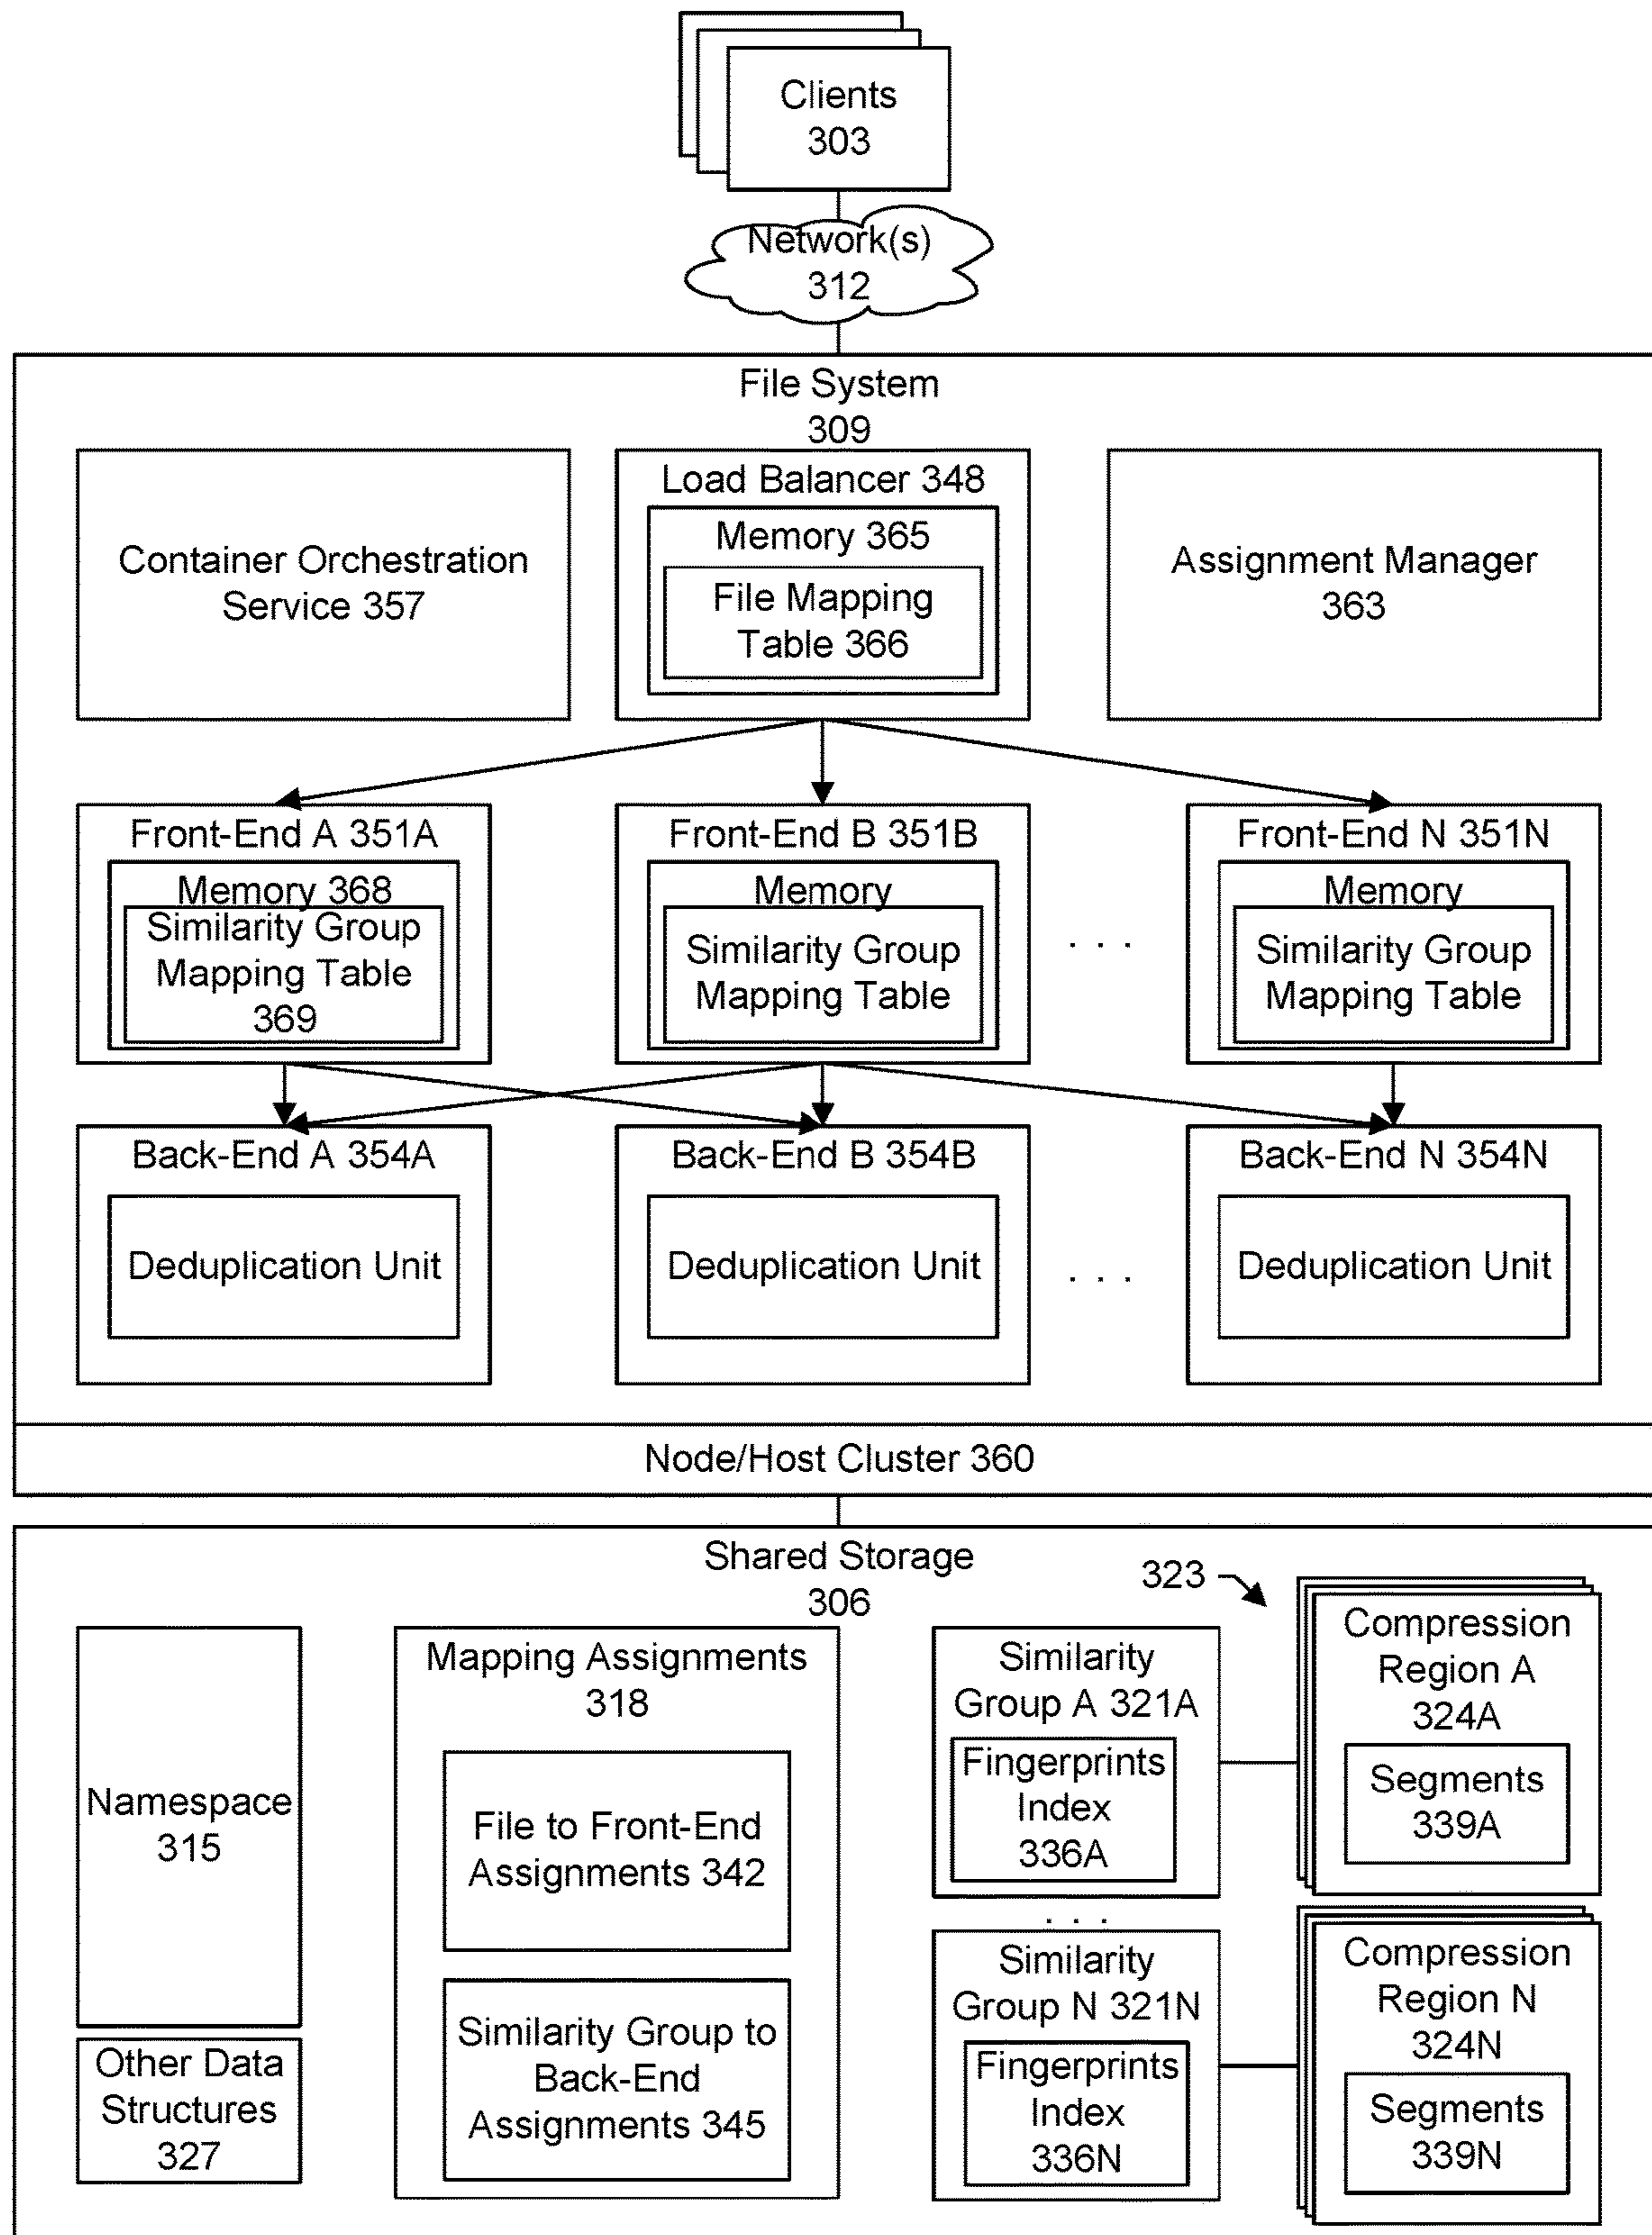 Clients
303
Network(s)
312
File System
309
Container Orchestration
Service 357
Load Balancer 348
Memory 365
File Mapping
Table 366
Assignment Manager
363
Front-End A 351A
Memory 368
Similarity Group
Mapping Table
369
Front-End B 351B
Memory
Similarity Group
Mapping Table
. . .
Front-End N 351N
Memory
Similarity Group
Mapping Table
Back-End A 354A
Deduplication Unit
Back-End B 354B
Deduplication Unit
. . .
Back-End N 354N
Deduplication Unit
Node/Host Cluster 360
Shared Storage
306
Namespace
315
Other Data
Structures
327
Mapping Assignments
318
File to Front-End
Assignments 342
Similarity Group to
Back-End
Assignments 345
323
Similarity
Group A 321A
Fingerprints
Index
336A
Compression
Region A
324A
Segments
339A
. . .
Similarity
Group N 321N
Fingerprints
Index
336N
Compression
Region N
324N
Segments
339N